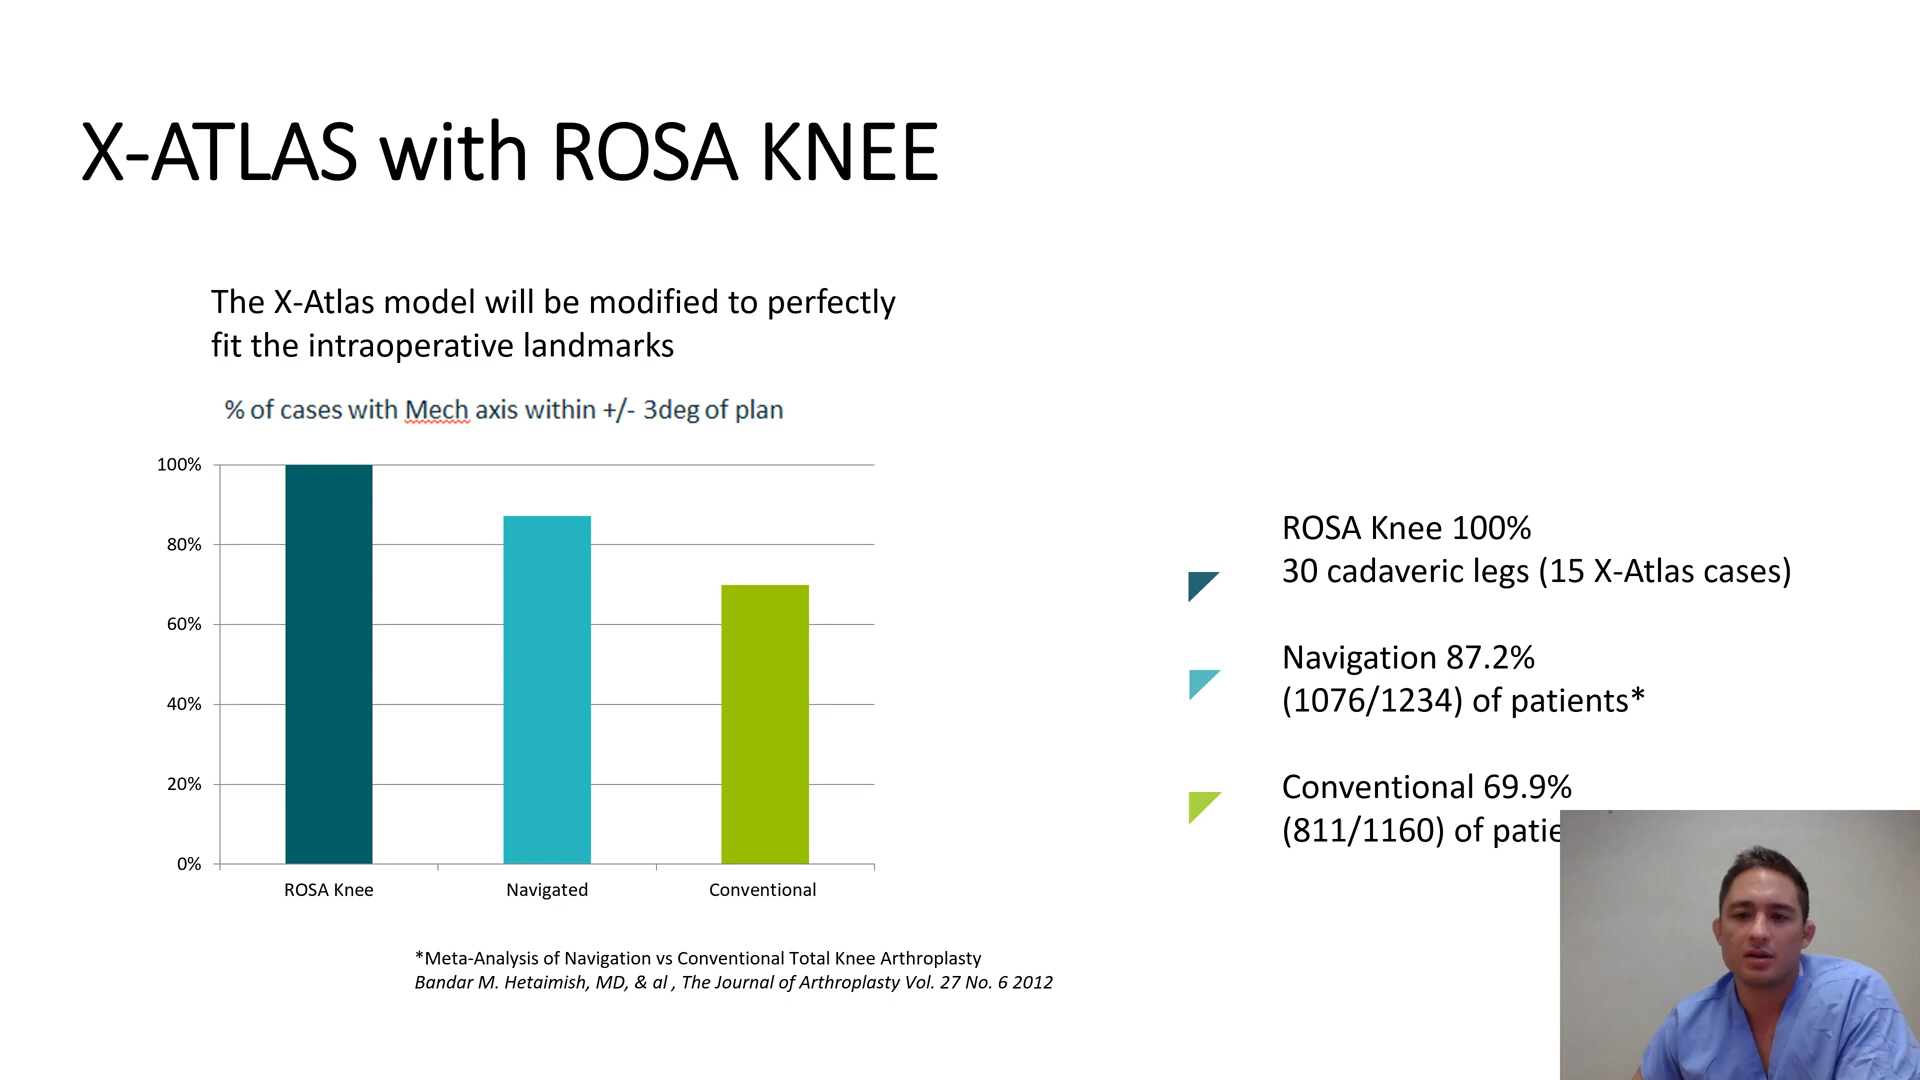 X-ATLAS with ROSA KNEE
The X-Atlas model will be modified to perfectly
fit the intraoperative landmarks
% of cases with Mech axis within +/- 3deg of plan
100%
80%
60%
40%
20%
0%
ROSA Knee
Navigated
Conventional
ROSA Knee 100%
30 cadaveric legs (15 X-Atlas cases)
Navigation 87.2%
(1076/1234) of patients*
Conventional 69.9%
(811/1160) of
*Meta-Analysis of Navigation vs Conventional Total Knee Arthroplasty
Bandar M. Hetaimish, MD, & al , The Journal of Arthroplasty Vol. 27 No. 6 2012